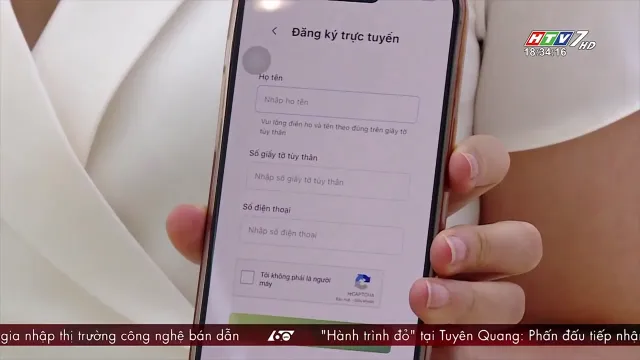 HTV7 HD
18:34:16
Đăng ký trực tuyến
Họ tên
Nhập họ tên
Vui lòng điền họ và tên theo đúng trên giấy tờ
tùy thân
Số giấy tờ tùy thân
Nhập số giấy tờ tùy thân
Số điện thoại
Nhập số điện thoại
Tôi không phải là người
máy
reCAPTCHA
gia nhập thị trường công nghệ bán dẫn
60
"Hành trình đỏ" tại Tuyên Quang: Phấn đấu tiếp nhậ